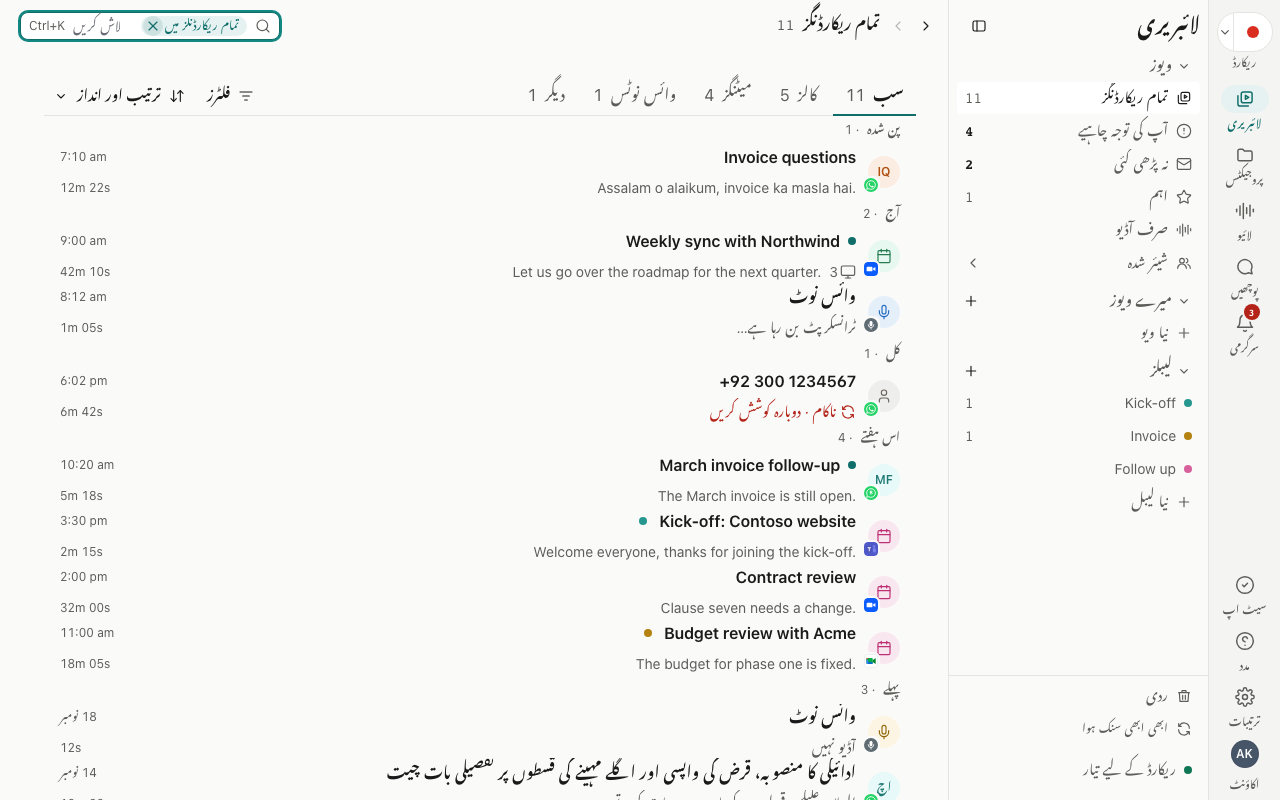 ریکارڈ
لائبریری
پروجیکٹس
لائیو
پوچھیں
3
سرگرمی
سیٹ اپ
مدد
ترتیبات
AK
اکاؤنٹ
لائبریری
ویوز
تمام ریکارڈنگز 11
آپ کی توجہ چاہیے 4
نہ پڑھی گئی 2
اہم 1
صرف آڈیو
شیئر شدہ
میرے ویوز
نیا ویو
لیبلز
Kick-off 1
Invoice 1
Follow up
نیا لیبل
ردی
ابھی ابھی سنک ہوا
ریکارڈ کے لیے تیار
تمام ریکارڈنگز 11
تمام ریکارڈنگز میں تلاش کریں Ctrl+K
سب 11 کالز 5 میٹنگز 4 وائس نوٹس 1 دیگر 1
فلٹرز ترتیب اور انداز
پن شدہ · 1
IQ Invoice questions 7:10 am
Assalam o alaikum, invoice ka masla hai. 12m 22s
آج · 2
Weekly sync with Northwind 9:00 am
3 Let us go over the roadmap for the next quarter. 42m 10s
وائس نوٹ 8:12 am
ٹرانسکرپٹ بن رہا ہے… 1m 05s
کل · 1
+92 300 1234567 6:02 pm
ناکام · دوبارہ کوشش کریں 6m 42s
اس ہفتے · 4
MF March invoice follow-up 10:20 am
The March invoice is still open. 5m 18s
Kick-off: Contoso website 3:30 pm
Welcome everyone, thanks for joining the kick-off. 2m 15s
Contract review 2:00 pm
Clause seven needs a change. 32m 00s
Budget review with Acme 11:00 am
The budget for phase one is fixed. 18m 05s
پہلے · 3
وائس نوٹ 18 نومبر
آڈیو نہیں 12s
اچ ادائیگی کا منصوبہ، قرض کی واپسی اور اگلے مہینے کی قسطوں پر تفصیلی بات چیت 14 نومبر